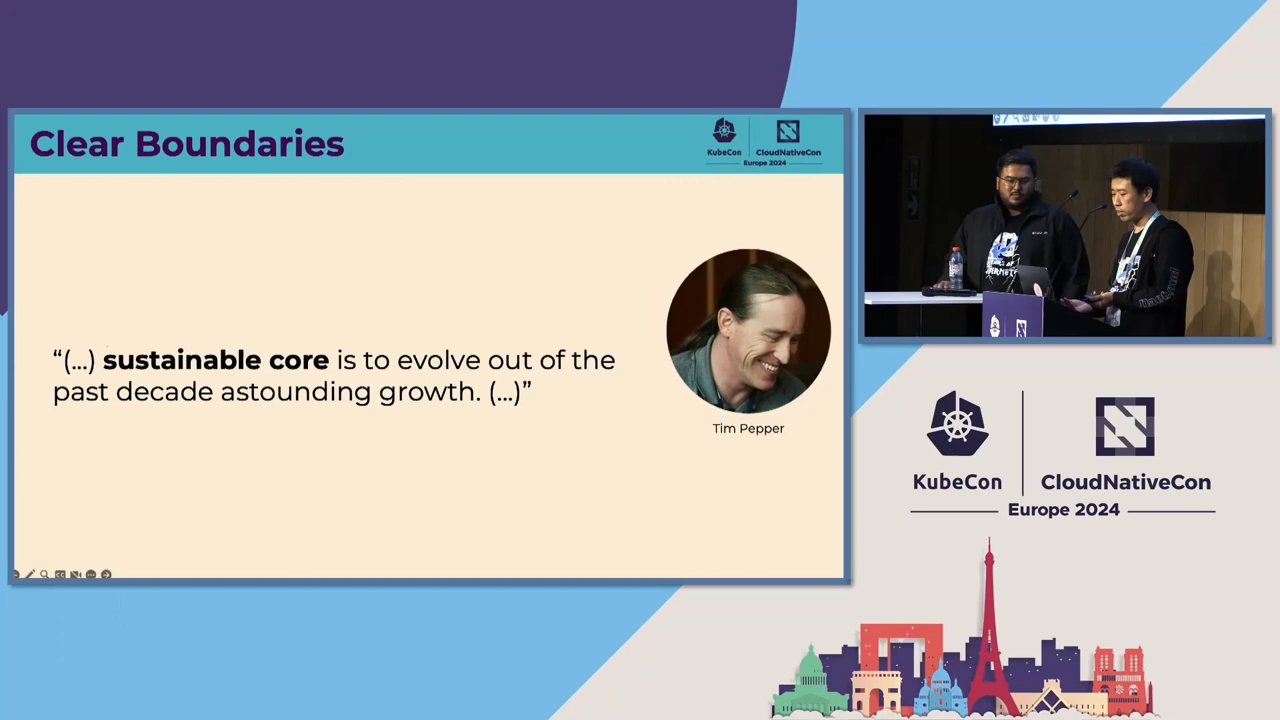 Clear Boundaries
KubeCon
CloudNativeCon
Europe 2024
“(...) sustainable core is to evolve out of the
past decade astounding growth. (...)”
Tim Pepper
KubeCon
CloudNativeCon
Europe 2024